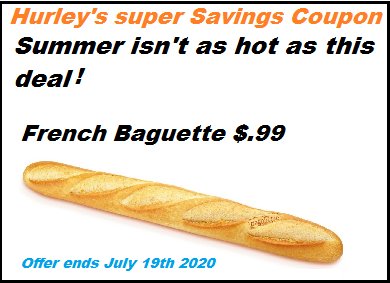 Hurley's super Savings Coupon
Summer isn't as hot as this
deal!
French Baguette $.99
Offer ends July 19th 2020